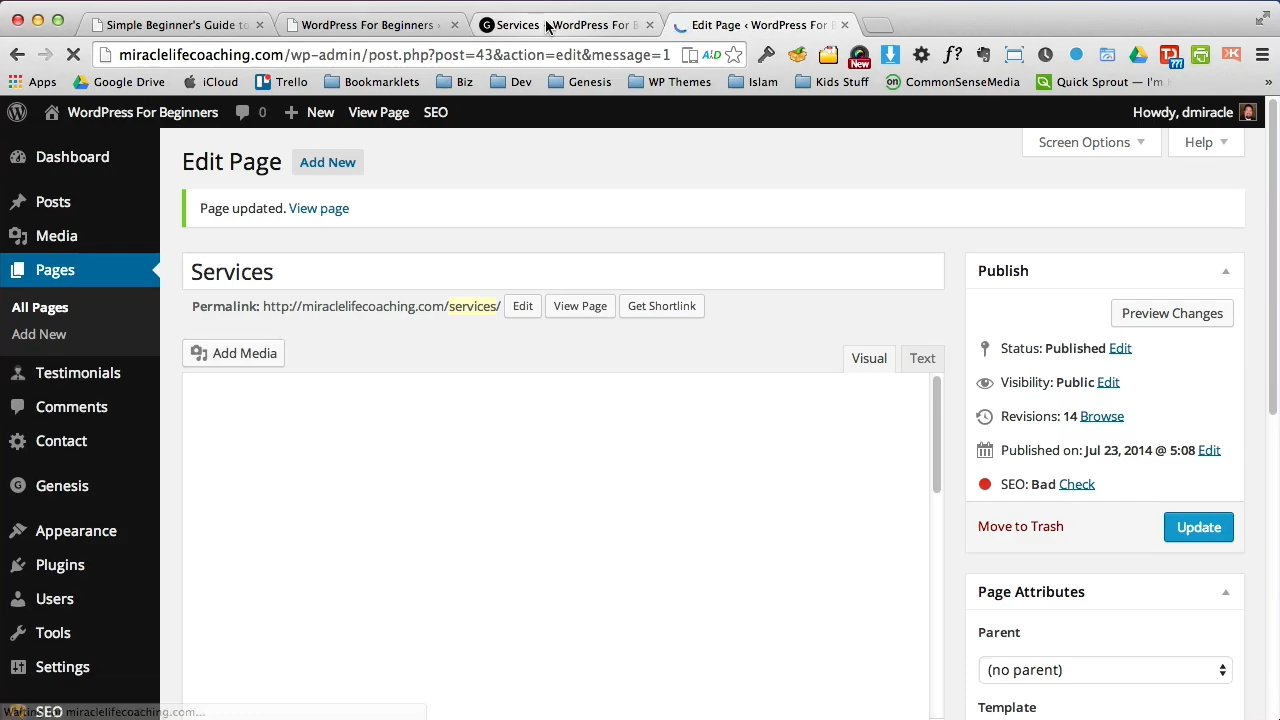 Simple Beginner's Guide to
WordPress For Beginners
Services WordPress For B
Edit Page ‹ WordPress For B
miraclelifecoaching.com/wp-admin/post.php?post=43&action=edit&message=1
Apps Google Drive iCloud Trello Bookmarklets Biz Dev Genesis WP Themes Islam Kids Stuff CommonSenseMedia Quick Sprout — I'm
WordPress For Beginners 0 New View Page SEO Howdy, dmiracle
Dashboard
Posts
Media
Pages
All Pages
Add New
Testimonials
Comments
Contact
Genesis
Appearance
Plugins
Users
Tools
Settings
SEO
miraclelifecoaching.com...
Screen Options Help
Edit Page Add New
Page updated. View page
Services
Permalink: http://miraclelifecoaching.com/services/ Edit View Page Get Shortlink
Add Media
Visual Text
Publish
Preview Changes
Status: Published Edit
Visibility: Public Edit
Revisions: 14 Browse
Published on: Jul 23, 2014 @ 5:08 Edit
SEO: Bad Check
Move to Trash Update
Page Attributes
Parent
(no parent)
Template